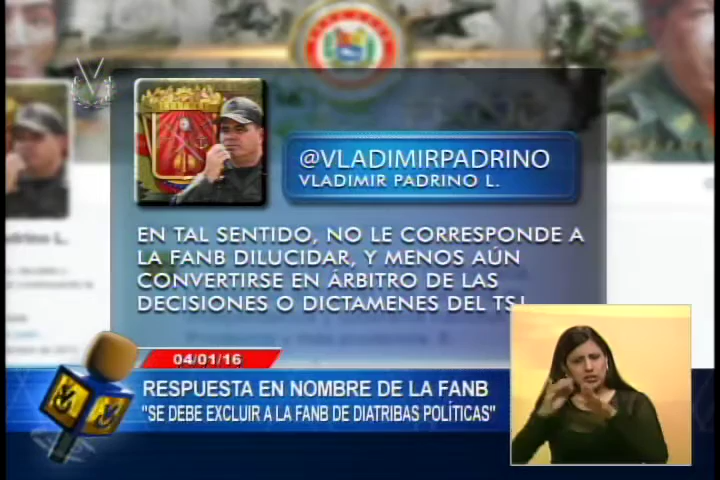 @VLADIMIRPADRINO
VLADIMIR PADRINO L.
EN TAL SENTIDO, NO LE CORRESPONDE A
LA FANB DILUCIDAR, Y MENOS AÚN
CONVERTIRSE EN ÁRBITRO DE LAS
DECISIONES O DICTAMENES DEL TSJ
04/01/16
RESPUESTA EN NOMBRE DE LA FANB
"SE DEBE EXCLUIR A LA FANB DE DIATRIBAS POLÍTICAS"